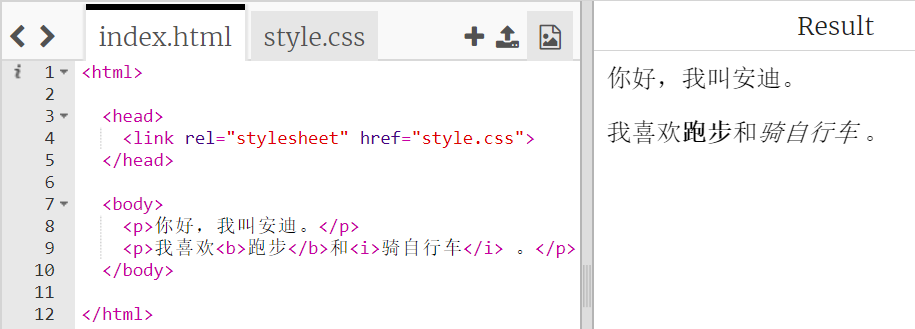 index.html style.css
Result
1 <html>
2
3 <head>
4 <link rel="stylesheet" href="style.css">
5 </head>
6
7 <body>
8 <p>你好，我叫安迪。</p>
9 <p>我喜欢<b>跑步</b>和<i>骑自行车</i> 。</p>
10 </body>
11
12 </html>
你好，我叫安迪。
我喜欢跑步和骑自行车 。